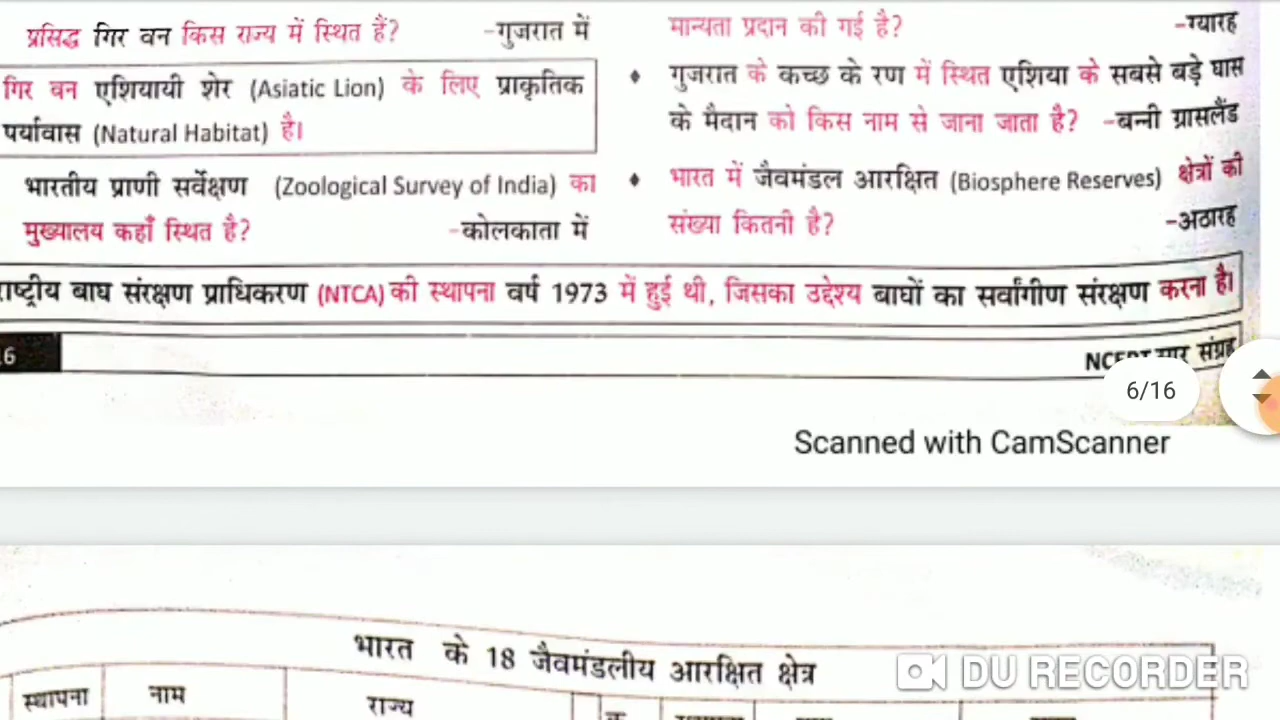 प्रसिद्ध गिर वन किस राज्य में स्थित हैं? -गुजरात में
गिर वन एशियायी शेर (Asiatic Lion) के लिए प्राकृतिक
पर्यावास (Natural Habitat) है।
भारतीय प्राणी सर्वेक्षण (Zoological Survey of India) का
मुख्यालय कहाँ स्थित है? -कोलकाता में
मान्यता प्रदान की गई है? -ग्यारह
♦ गुजरात के कच्छ के रण में स्थित एशिया के सबसे बड़े घास
के मैदान को किस नाम से जाना जाता है? -बन्नी ग्रासलैंड
♦ भारत में जैवमंडल आरक्षित (Biosphere Reserves) क्षेत्रों की
संख्या कितनी है? -अठारह
राष्ट्रीय बाघ संरक्षण प्राधिकरण (NTCA) की स्थापना वर्ष 1973 में हुई थी, जिसका उद्देश्य बाघों का सर्वांगीण संरक्षण करना है।
6
NCERT सार संग्रह
6/16
Scanned with CamScanner
भारत के 18 जैवमंडलीय आरक्षित क्षेत्र
DU RECORDER
स्थापना नाम राज्य